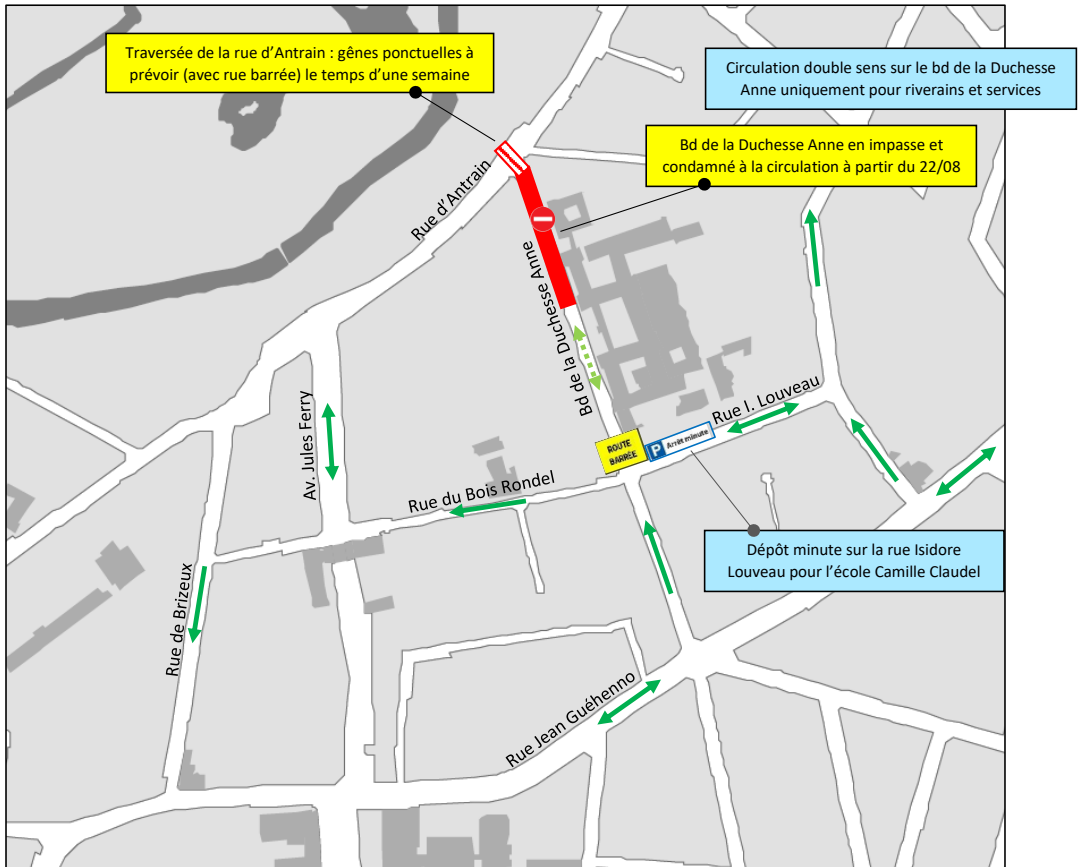 Traversée de la rue d'Antrain : gênes ponctuelles à
prévoir (avec rue barrée) le temps d'une semaine
Circulation double sens sur le bd de la Duchesse
Anne uniquement pour riverains et services
Bd de la Duchesse Anne en impasse et
condamné à la circulation à partir du 22/08
Rue d'Antrain
Bd de la Duchesse Anne
Av. Jules Ferry
Rue I. Louveau
ROUTE
BARRÉE
P Arrêt minute
Rue du Bois Rondel
Dépôt minute sur la rue Isidore
Louveau pour l'école Camille Claudel
Rue de Brizeux
Rue Jean Guéhenno